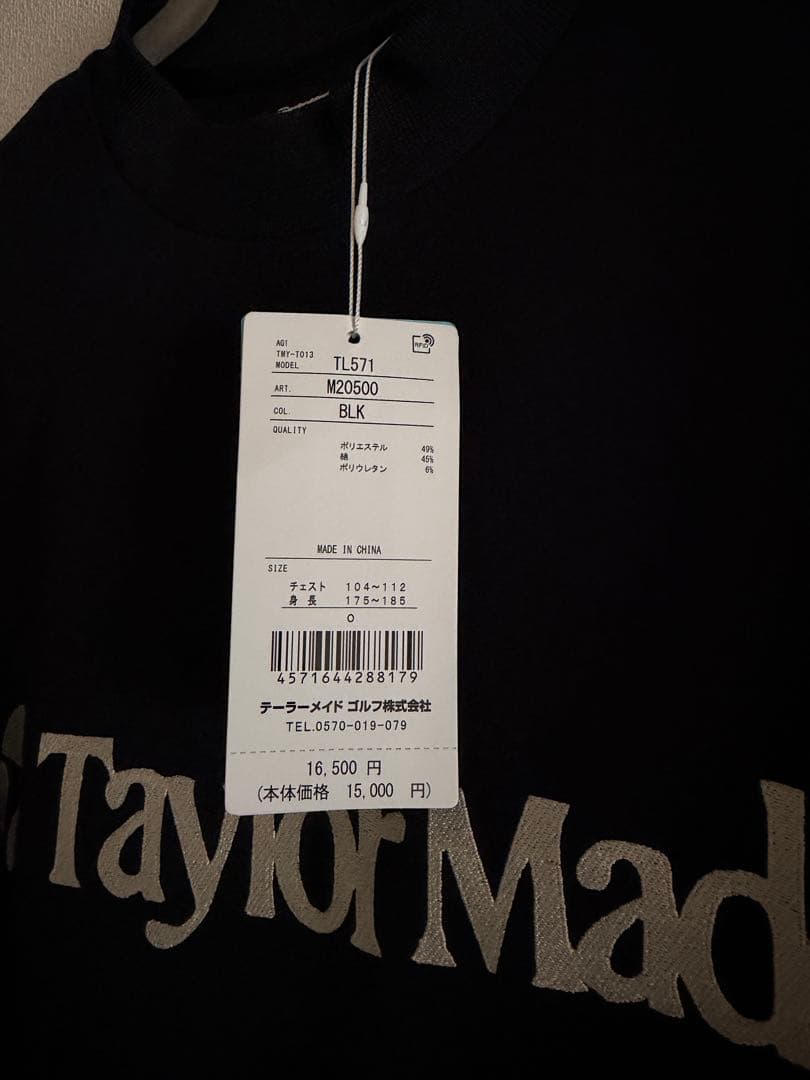 AGI
TMY-T013
MODEL TL571
RFID
ART. M20500
COL. BLK
QUALITY
ポリエステル 49%
綿 45%
ポリウレタン 6%
MADE IN CHINA
SIZE
チェスト 104~112
身長 175~185
O
4571644288179
テーラーメイド ゴルフ株式会社
TEL.0570-019-079
16,500 円
(本体価格 15,000 円)
TaylorMad